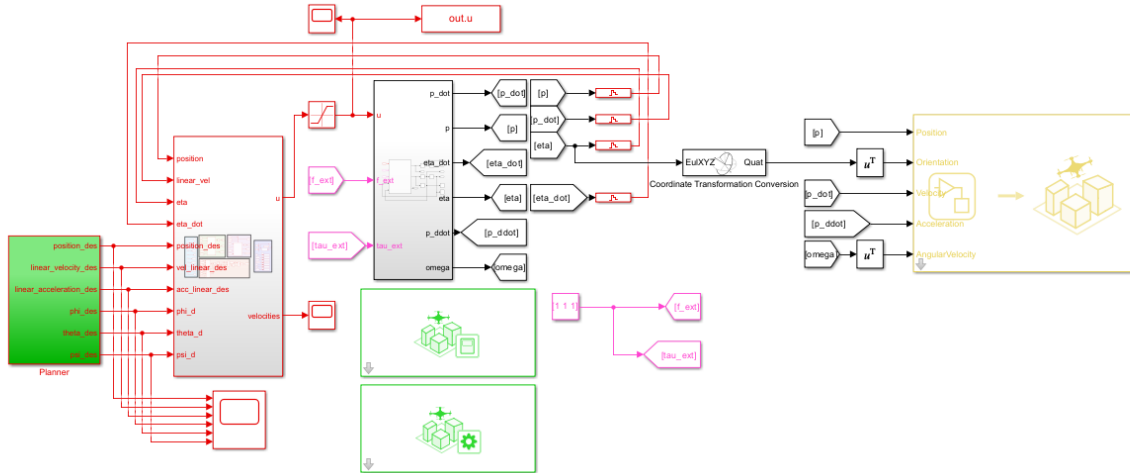 out.u
position
linear_vel
eta
eta_dot
position_des
vel_linear_des
acc_linear_des
phi_d
theta_d
psi_d
u
velocities
position_des
linear_velocity_des
linear_acceleration_des
phi_des
theta_des
psi_des
Planner
[f_ext]
[tau_ext]
u
f_ext
tau_ext
p_dot
p
eta_dot
eta
p_ddot
omega
[p_dot]
[p]
[eta_dot]
[eta]
[p_ddot]
[omega]
[p]
[p_dot]
[eta]
[eta_dot]
EulXYZ
Quat
Coordinate Transformation Conversion
[1 1 1]
[f_ext]
[tau_ext]
[p]
[p_dot]
[p_ddot]
[omega]
uT
uT
Position
Orientation
Velocity
Acceleration
AngularVelocity